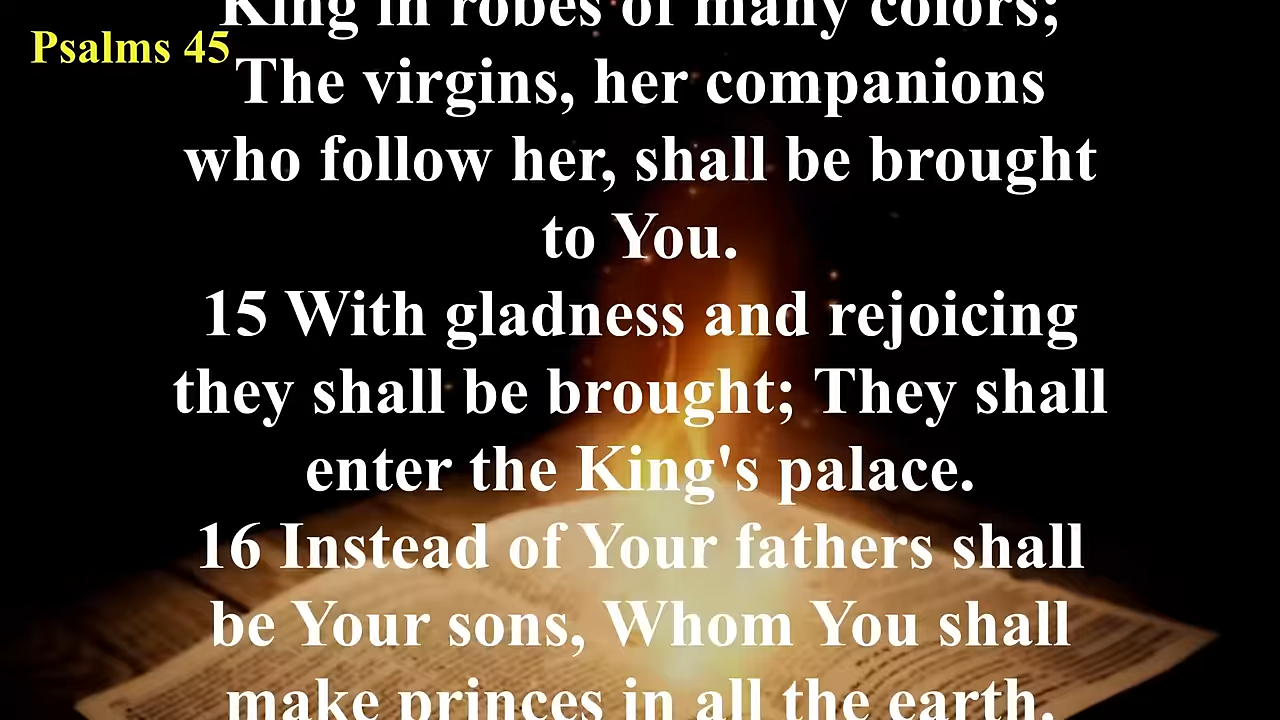 Psalms 45
King in robes of many colors;
The virgins, her companions
who follow her, shall be brought
to You.
15 With gladness and rejoicing
they shall be brought; They shall
enter the King's palace.
16 Instead of Your fathers shall
be Your sons, Whom You shall
make princes in all the earth.